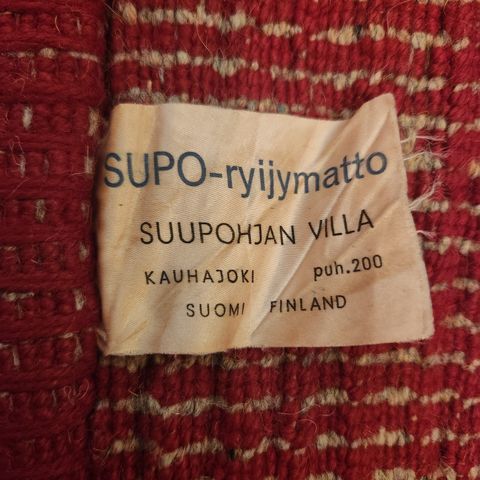 SUPO-ryijymatto
SUUPOHJAN VILLA
KAUHAJOKI puh.200
SUOMI FINLAND